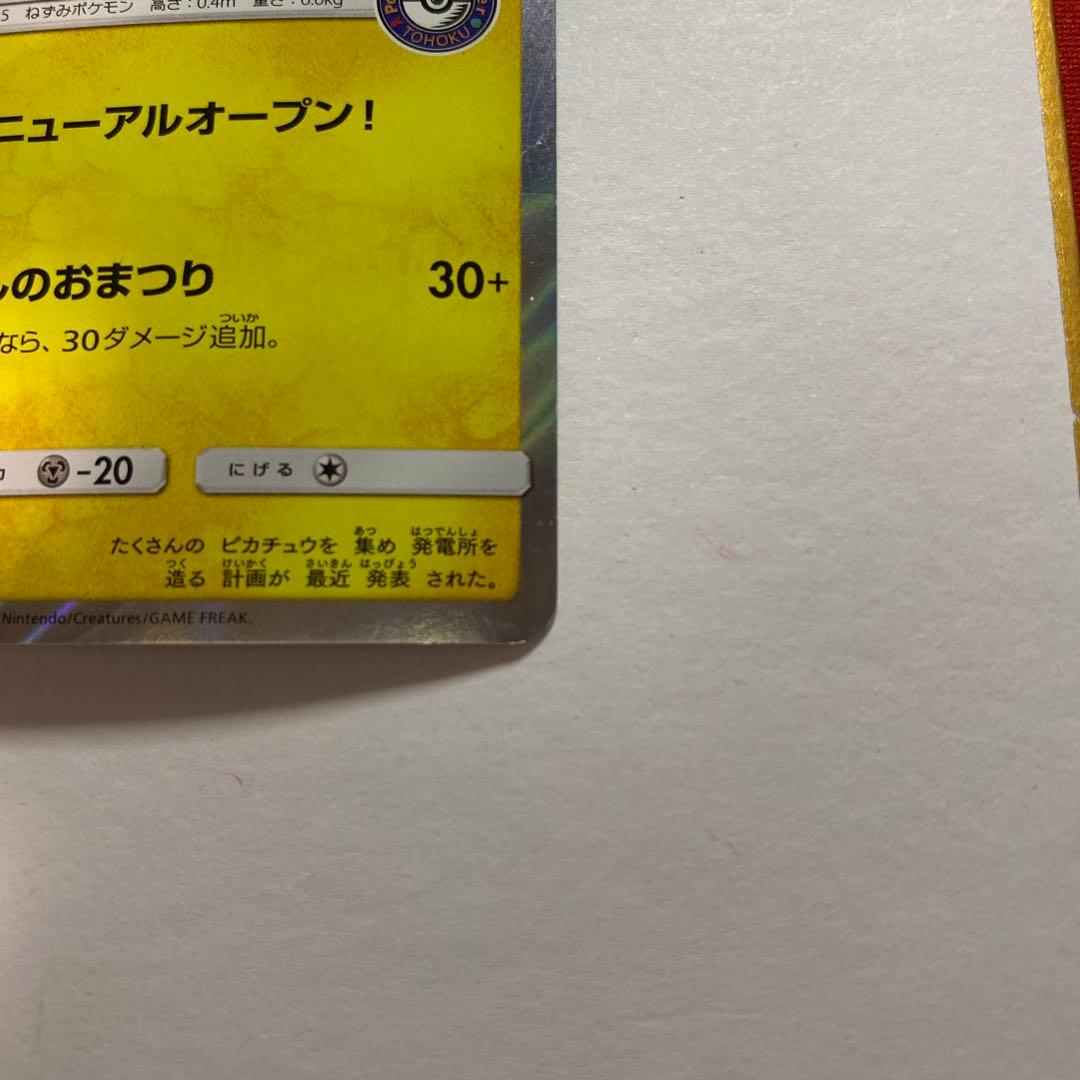 5 ねずみポケモン 高さ:0.4m 重さ:6.0kg
TOHOKU
ニューアルオープン!
んのおまつり 30+
ついか
なら、30ダメージ追加。
-20 にげる
あつ はつでんしょ
たくさんの ピカチュウを 集め 発電所を
つく けいかく さいきん はっぴょう
造る 計画が 最近 発表 された。
Nintendo/Creatures/GAME FREAK.